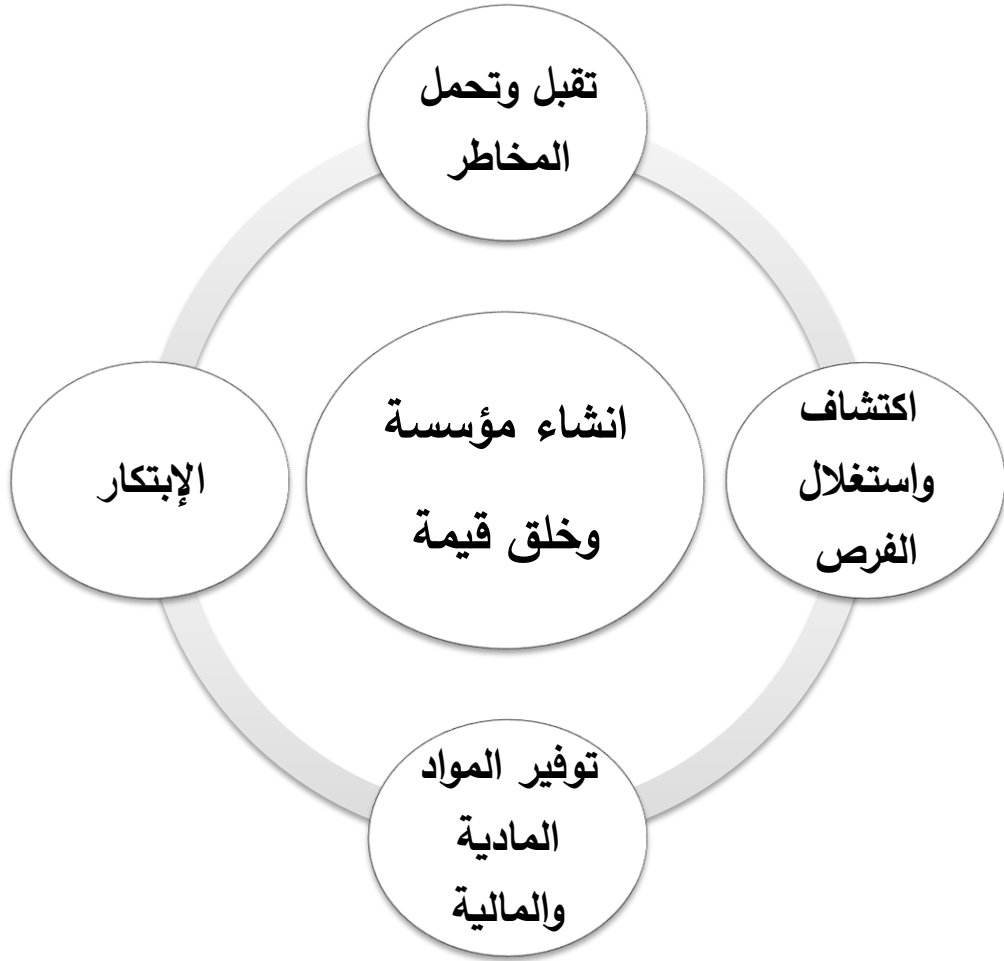 تقبل وتحمل
المخاطر
اكتشاف
واستغلال
الفرص
انشاء مؤسسة
وخلق قيمة
الإبتكار
توفير المواد
المادية
والمالية